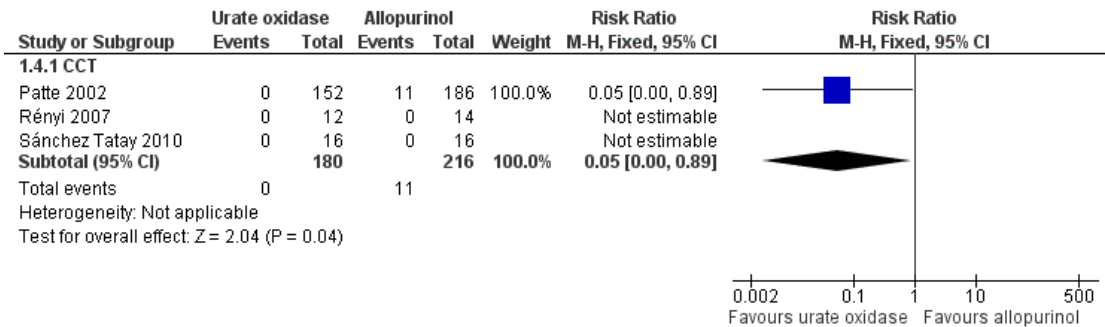 Urate oxidase Allopurinol Risk Ratio Risk Ratio
Study or Subgroup Events Total Events Total Weight M-H, Fixed, 95% CI M-H, Fixed, 95% CI
1.4.1 CCT
Patte 2002 0 152 11 186 100.0% 0.05 [0.00, 0.89]
Rényi 2007 0 12 0 14 Not estimable
Sánchez Tatay 2010 0 16 0 16 Not estimable
Subtotal (95% CI) 180 216 100.0% 0.05 [0.00, 0.89]
Total events 0 11
Heterogeneity: Not applicable
Test for overall effect: Z = 2.04 (P = 0.04)
0.002 0.1 1 10 500
Favours urate oxidase Favours allopurinol